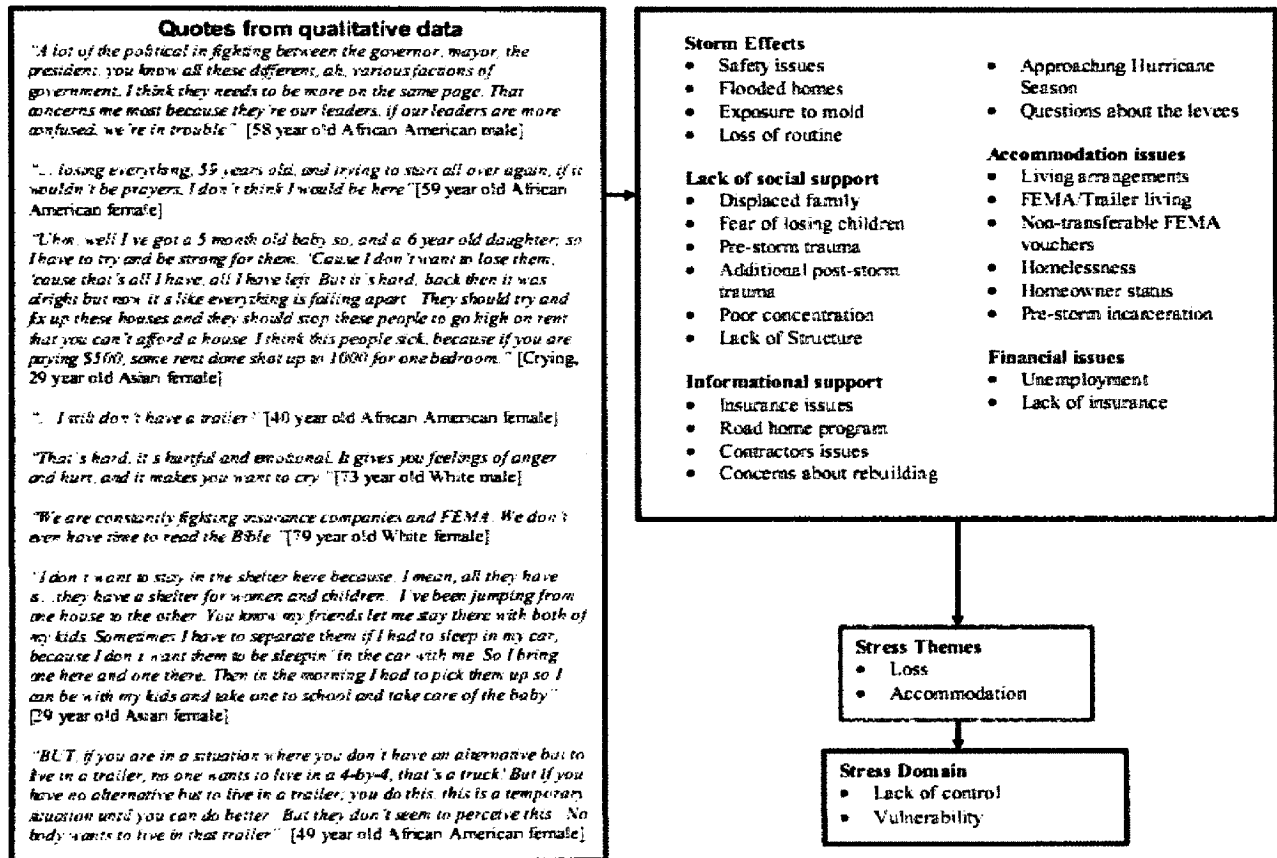 Quotes from qualitative data
"A lot of the political in fighting between the governor, mayor, the
president, you know all these different, ah, various factions of
government. I think they needs to be more on the same page. That
concerns me most because they're our leaders, if our leaders are more
confused, we're in trouble" [58 year old African American male]
"... losing everything, 59 years old, and trying to start all over again, if it
wouldn't be prayers, I don't think I would be here" [59 year old African
American female]
"Uhm, well I've got a 5 month old baby so, and a 6 year old daughter; so
I have to try and be strong for them. 'Cause I don't want to lose them,
'cause that's all I have, all I have left. But it's hard, back then it was
alright but now it's like everything is falling apart. They should try and
fix up these houses and they should stop these people to go high on rent
that you can't afford a house. I think this people sick, because if you are
paying $500, some rent done shot up to 1000 for one bedroom." [Crying,
29 year old Asian female]
"... I still don't have a trailer" [40 year old African American female]
"That's hard, it's hurtful and emotional. It gives you feelings of anger
and hurt, and it makes you want to cry" [73 year old White male]
"We are constantly fighting insurance companies and FEMA. We don't
even have time to read the Bible" [79 year old White female]
"I don't want to stay in the shelter here because, I mean, all they have
is...they have a shelter for women and children. I've been jumping from
one house to the other. You know my friends let me stay there with both of
my kids. Sometimes I have to separate them if I had to sleep in my car,
because I don't want them to be sleepin' in the car with me. So I bring
one here and one there. Then in the morning I had to pick them up so I
can be with my kids and take one to school and take care of the baby"
[29 year old Asian female]
"BUT, if you are in a situation where you don't have an alternative but to
live in a trailer, no one wants to live in a 4-by-4, that's a truck! But if you
have no alternative but to live in a trailer; you do this, this is a temporary
situation until you can do better. But they don't seem to perceive this. No
body wants to live in that trailer" [49 year old African American female]
Storm Effects
• Safety issues
• Flooded homes
• Exposure to mold
• Loss of routine
Lack of social support
• Displaced family
• Fear of losing children
• Pre-storm trauma
• Additional post-storm
trauma
• Poor concentration
• Lack of Structure
Informational support
• Insurance issues
• Road home program
• Contractors issues
• Concerns about rebuilding
• Approaching Hurricane
Season
• Questions about the levees
Accommodation issues
• Living arrangements
• FEMA/Trailer living
• Non-transferable FEMA
vouchers
• Homelessness
• Homeowner status
• Pre-storm incarceration
Financial issues
• Unemployment
• Lack of insurance
Stress Themes
• Loss
• Accommodation
Stress Domain
• Lack of control
• Vulnerability